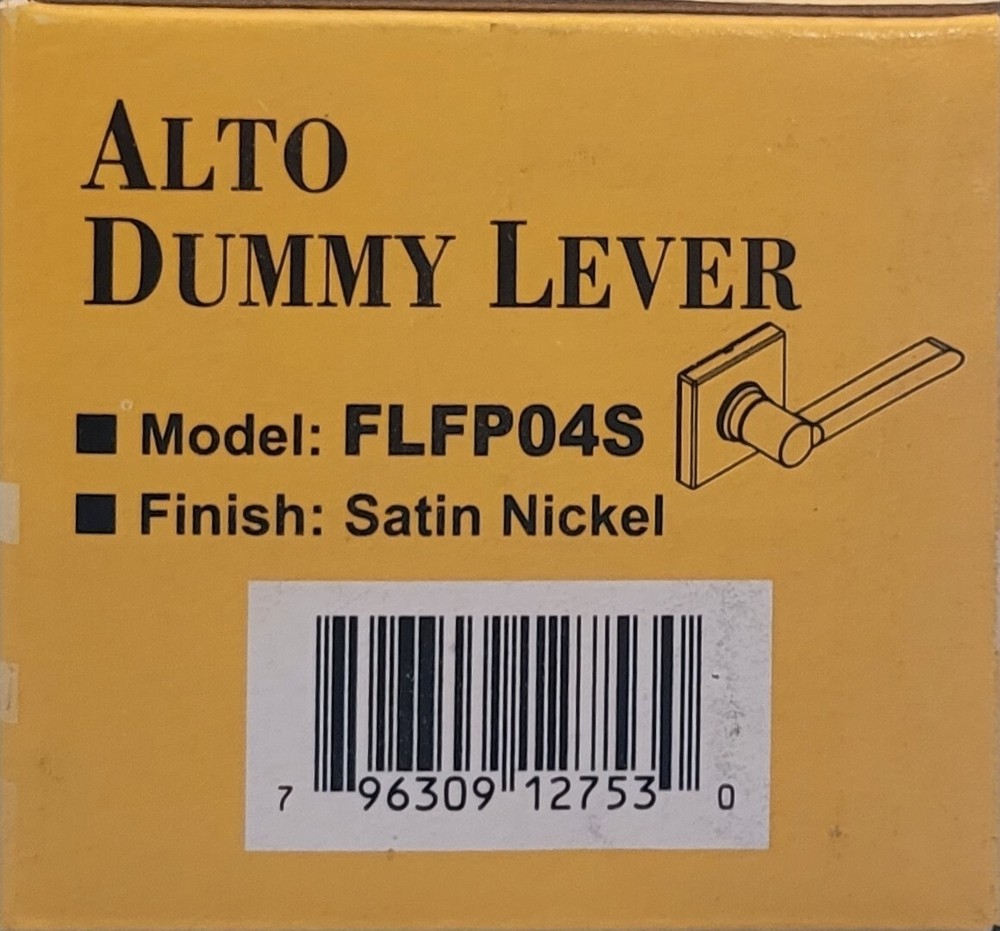 ALTO
DUMMY LEVER
■ Model: FLFP04S
■ Finish: Satin Nickel
7 96309 12753 0